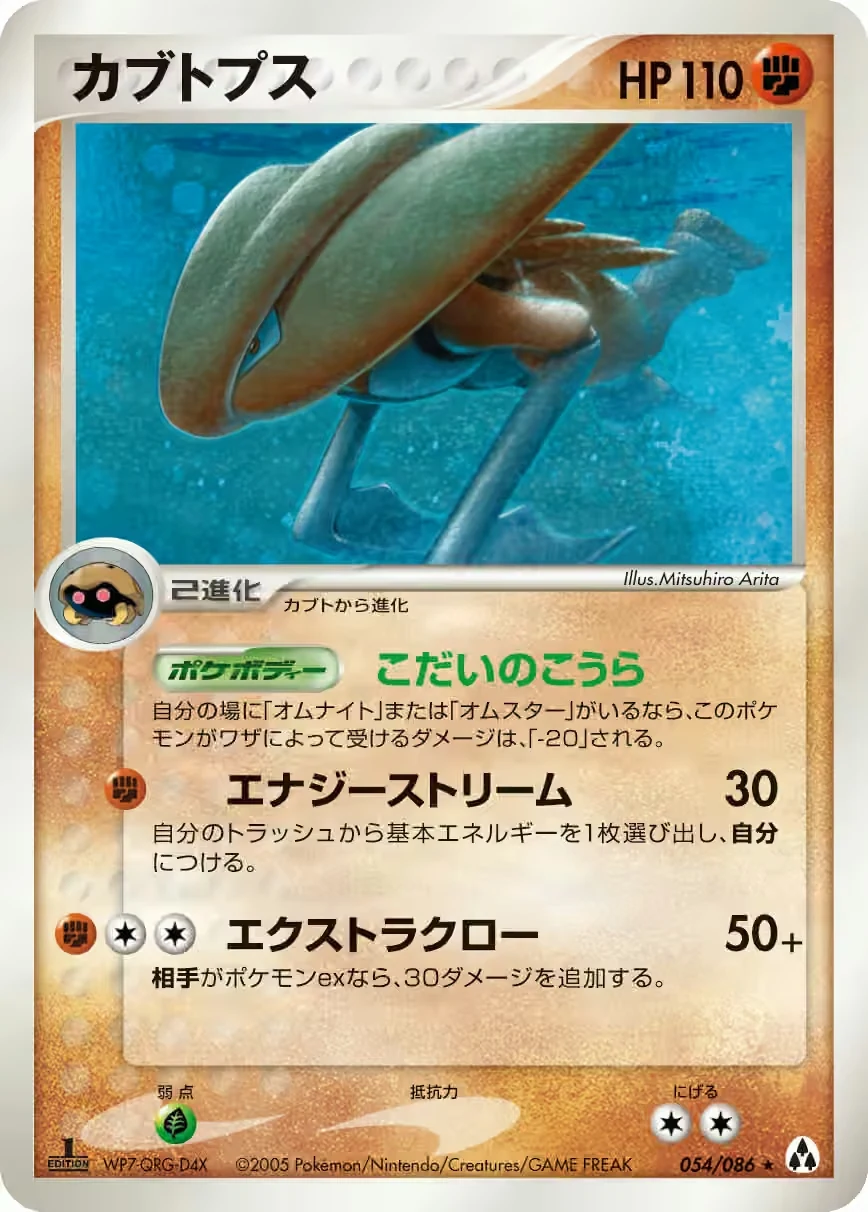 カブトプス HP 110
Illus.Mitsuhiro Arita
2進化
カブトから進化
ポケボディー こだいのこうら
自分の場に「オムナイト」または「オムスター」がいるなら、このポケ
モンがワザによって受けるダメージは、「-20」される。
エナジーストリーム 30
自分のトラッシュから基本エネルギーを1枚選び出し、自分
につける。
エクストラクロー 50+
相手がポケモンexなら、30ダメージを追加する。
弱点 抵抗力 にげる
1 EDITION WP7-QRG-D4X ©2005 Pokémon/Nintendo/Creatures/GAME FREAK 054/086 ★